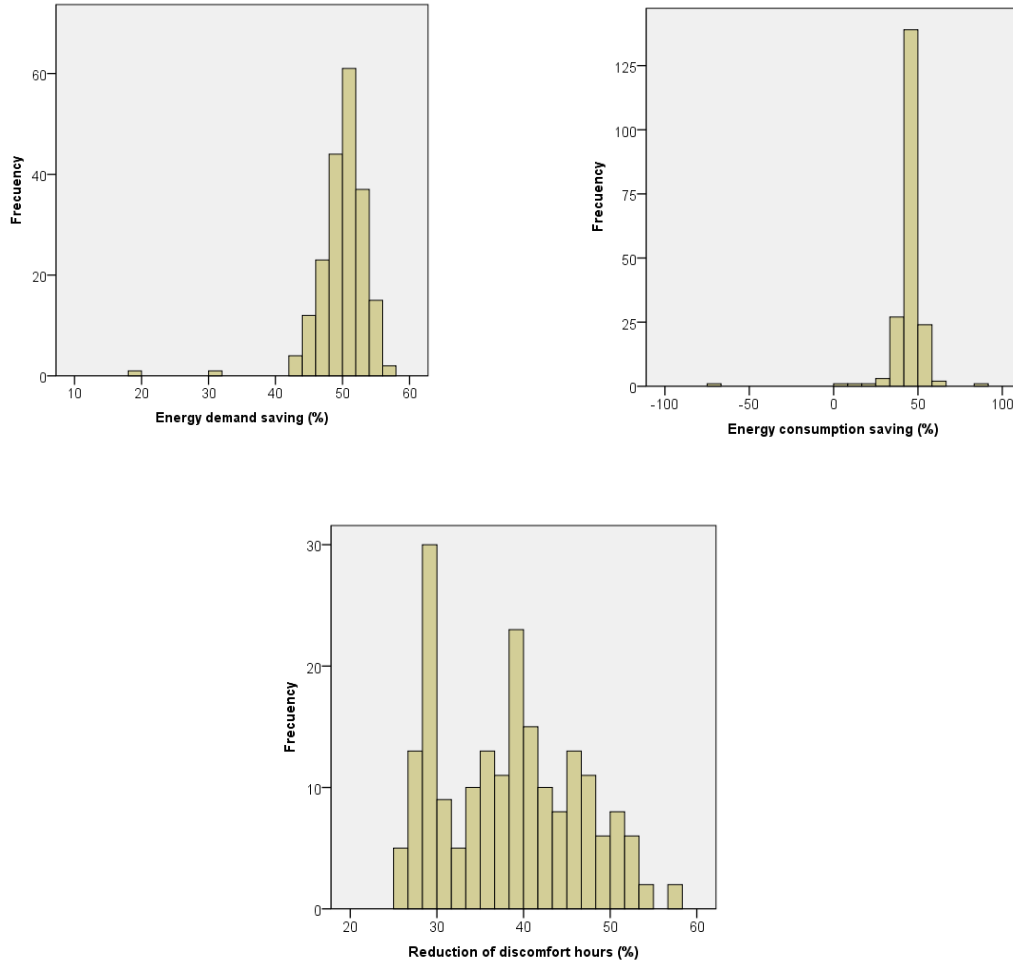 60
40
20
0
10 20 30 40 50 60
Frecuency
Energy demand saving (%)
125
100
75
50
25
0
-100 -50 0 50 100
Frecuency
Energy consumption saving (%)
30
20
10
0
20 30 40 50 60
Frecuency
Reduction of discomfort hours (%)